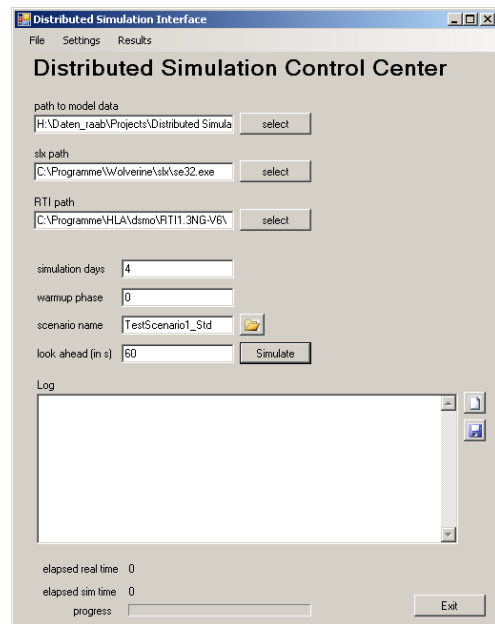 Distributed Simulation Interface
File Settings Results
Distributed Simulation Control Center
path to model data
H:\Daten_raab\Projects\Distributed Simula select
slx path
C:\Programme\Wolverine\slx\se32.exe select
RTI path
C:\Programme\HLA\dsmo\RTI1.3NG-V6\ select
simulation days 4
warmup phase 0
scenario name TestScenario1_Std
look ahead (in s) 60 Simulate
Log
elapsed real time 0
elapsed sim time 0
progress Exit